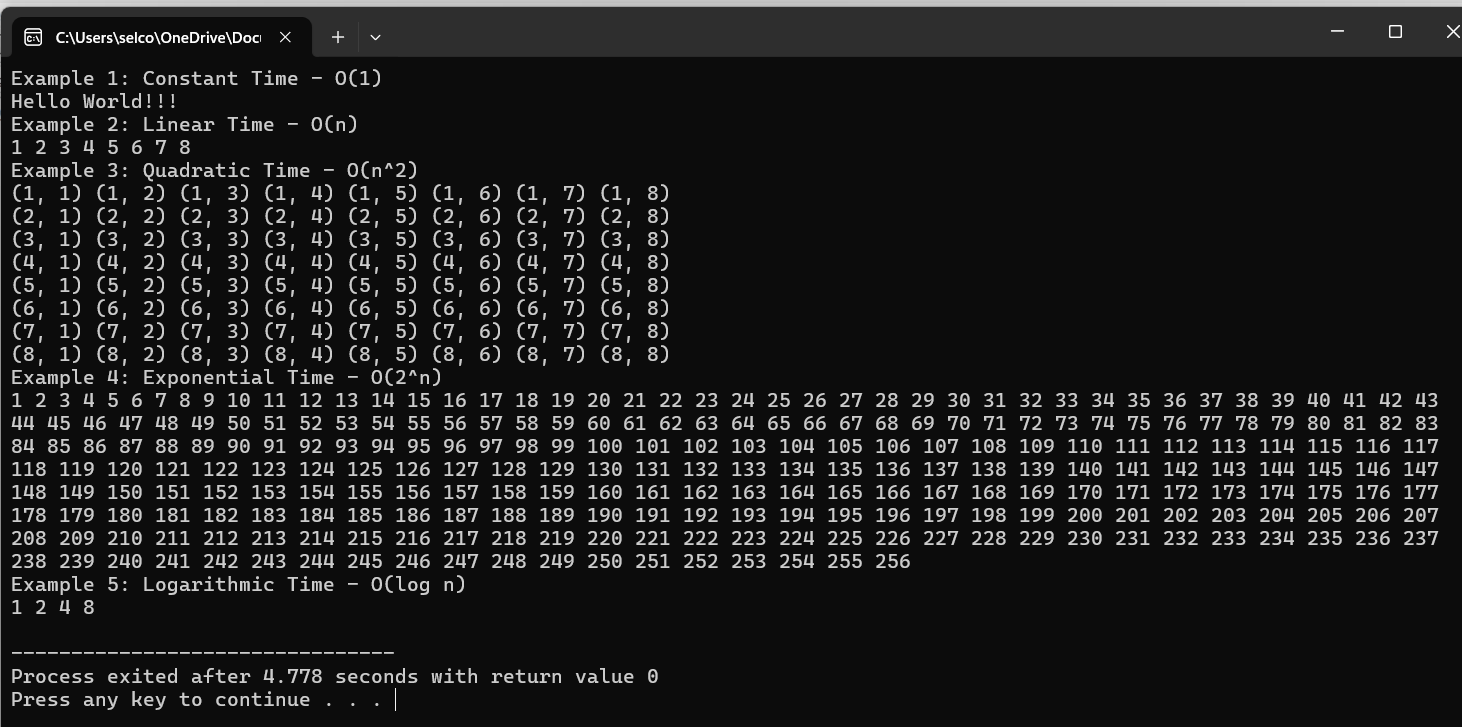 C:\Users\selco\OneDrive\Doc
Example 1: Constant Time - O(1)
Hello World!!!
Example 2: Linear Time - O(n)
1 2 3 4 5 6 7 8
Example 3: Quadratic Time - O(n^2)
(1, 1) (1, 2) (1, 3) (1, 4) (1, 5) (1, 6) (1, 7) (1, 8)
(2, 1) (2, 2) (2, 3) (2, 4) (2, 5) (2, 6) (2, 7) (2, 8)
(3, 1) (3, 2) (3, 3) (3, 4) (3, 5) (3, 6) (3, 7) (3, 8)
(4, 1) (4, 2) (4, 3) (4, 4) (4, 5) (4, 6) (4, 7) (4, 8)
(5, 1) (5, 2) (5, 3) (5, 4) (5, 5) (5, 6) (5, 7) (5, 8)
(6, 1) (6, 2) (6, 3) (6, 4) (6, 5) (6, 6) (6, 7) (6, 8)
(7, 1) (7, 2) (7, 3) (7, 4) (7, 5) (7, 6) (7, 7) (7, 8)
(8, 1) (8, 2) (8, 3) (8, 4) (8, 5) (8, 6) (8, 7) (8, 8)
Example 4: Exponential Time - O(2^n)
1 2 3 4 5 6 7 8 9 10 11 12 13 14 15 16 17 18 19 20 21 22 23 24 25 26 27 28 29 30 31 32 33 34 35 36 37 38 39 40 41 42 43
44 45 46 47 48 49 50 51 52 53 54 55 56 57 58 59 60 61 62 63 64 65 66 67 68 69 70 71 72 73 74 75 76 77 78 79 80 81 82 83
84 85 86 87 88 89 90 91 92 93 94 95 96 97 98 99 100 101 102 103 104 105 106 107 108 109 110 111 112 113 114 115 116 117
118 119 120 121 122 123 124 125 126 127 128 129 130 131 132 133 134 135 136 137 138 139 140 141 142 143 144 145 146 147
148 149 150 151 152 153 154 155 156 157 158 159 160 161 162 163 164 165 166 167 168 169 170 171 172 173 174 175 176 177
178 179 180 181 182 183 184 185 186 187 188 189 190 191 192 193 194 195 196 197 198 199 200 201 202 203 204 205 206 207
208 209 210 211 212 213 214 215 216 217 218 219 220 221 222 223 224 225 226 227 228 229 230 231 232 233 234 235 236 237
238 239 240 241 242 243 244 245 246 247 248 249 250 251 252 253 254 255 256
Example 5: Logarithmic Time - O(log n)
1 2 4 8
--------------------------------
Process exited after 4.778 seconds with return value 0
Press any key to continue . . .